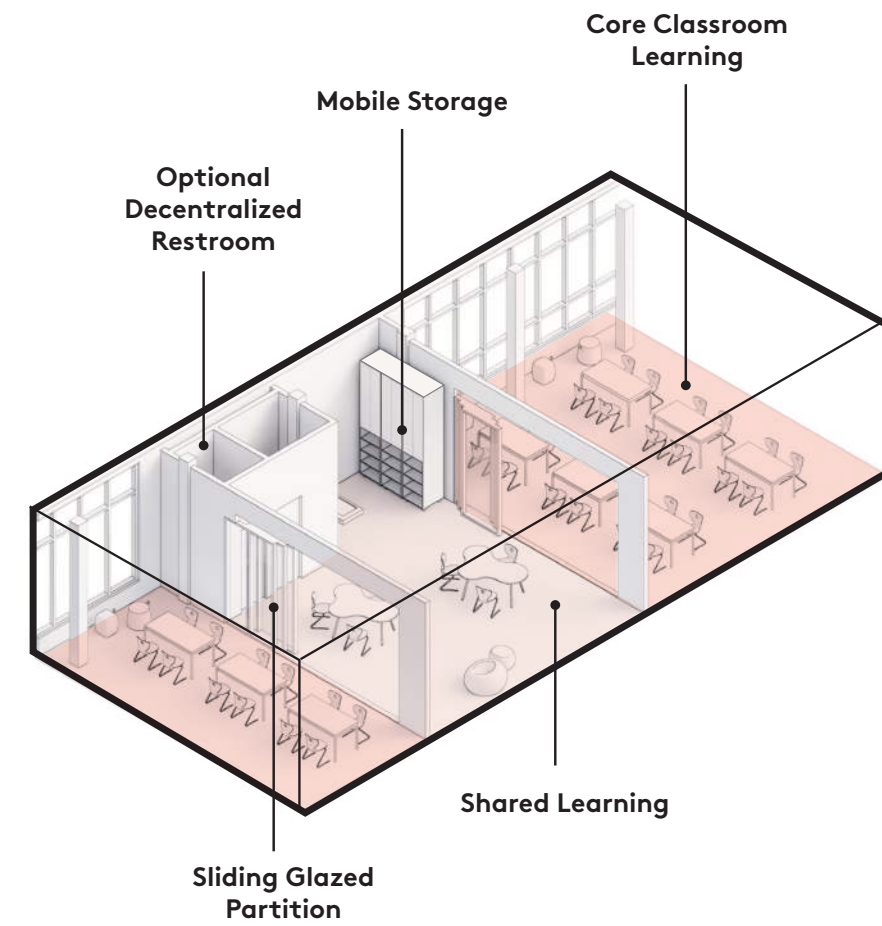 Core Classroom
Learning
Mobile Storage
Optional
Decentralized
Restroom
Shared Learning
Sliding Glazed
Partition